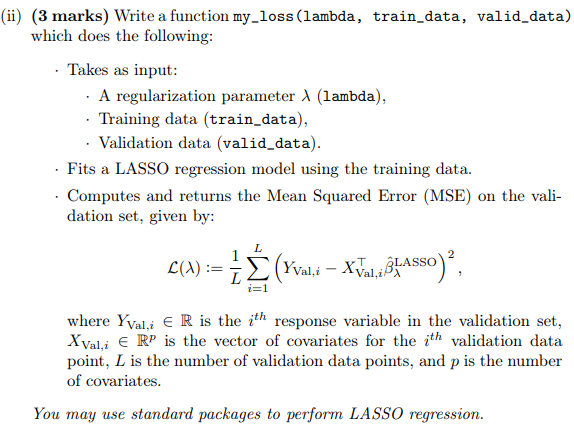 (ii) (3 marks) Write a function my_loss(lambda, train_data, valid_data)
which does the following:
· Takes as input:
· A regularization parameter λ (lambda),
· Training data (train_data),
· Validation data (valid_data).
· Fits a LASSO regression model using the training data.
· Computes and returns the Mean Squared Error (MSE) on the vali-
dation set, given by:
$$\mathcal{L}(\lambda) := \frac{1}{L} \sum_{i=1}^{L} \left( Y_{\text{Val},i} - X_{\text{Val},i}^{\top} \hat{\beta}_{\lambda}^{\text{LASSO}} \right)^2,$$
where $Y_{\text{Val},i} \in \mathbb{R}$ is the $i^{th}$ response variable in the validation set,
$X_{\text{Val},i} \in \mathbb{R}^p$ is the vector of covariates for the $i^{th}$ validation data
point, $L$ is the number of validation data points, and $p$ is the number
of covariates.
You may use standard packages to perform LASSO regression.